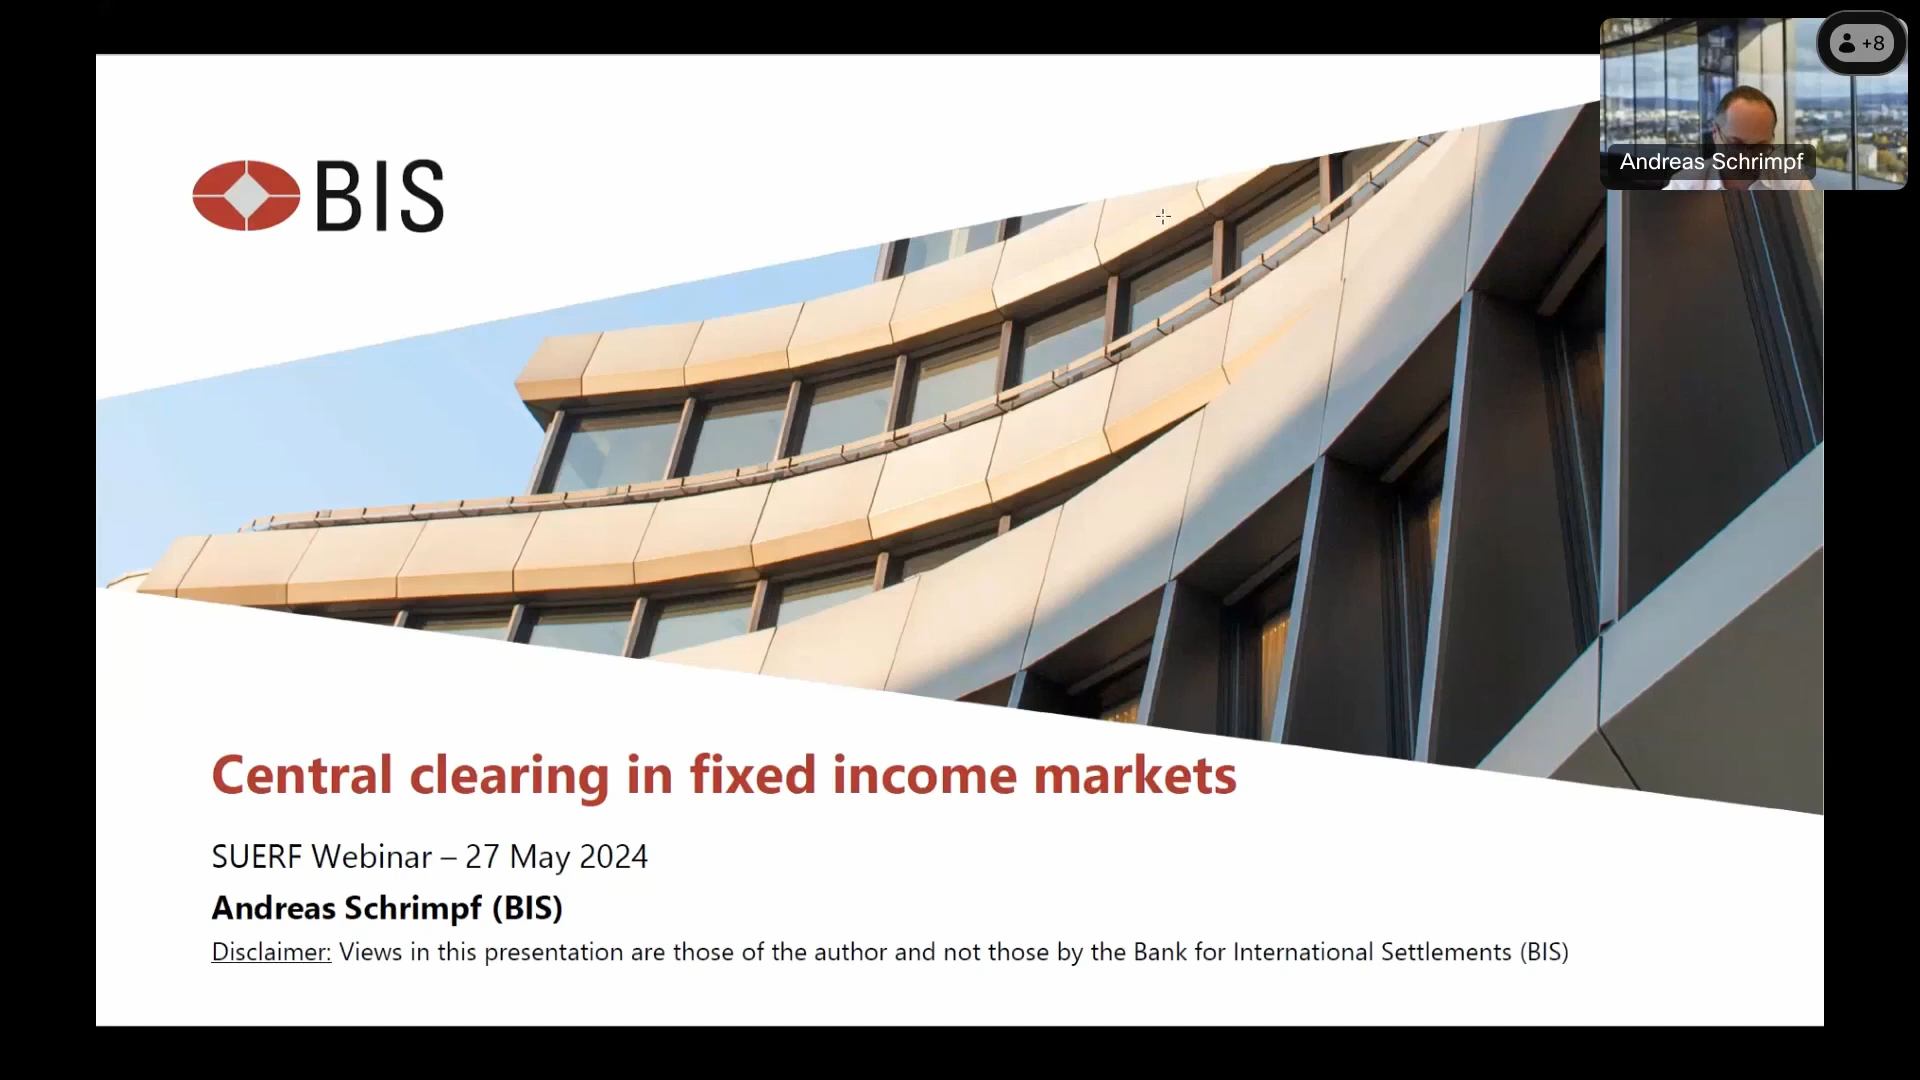 +8
Andreas Schrimpf
BIS
Central clearing in fixed income markets
SUERF Webinar – 27 May 2024
Andreas Schrimpf (BIS)
Disclaimer: Views in this presentation are those of the author and not those by the Bank for International Settlements (BIS)